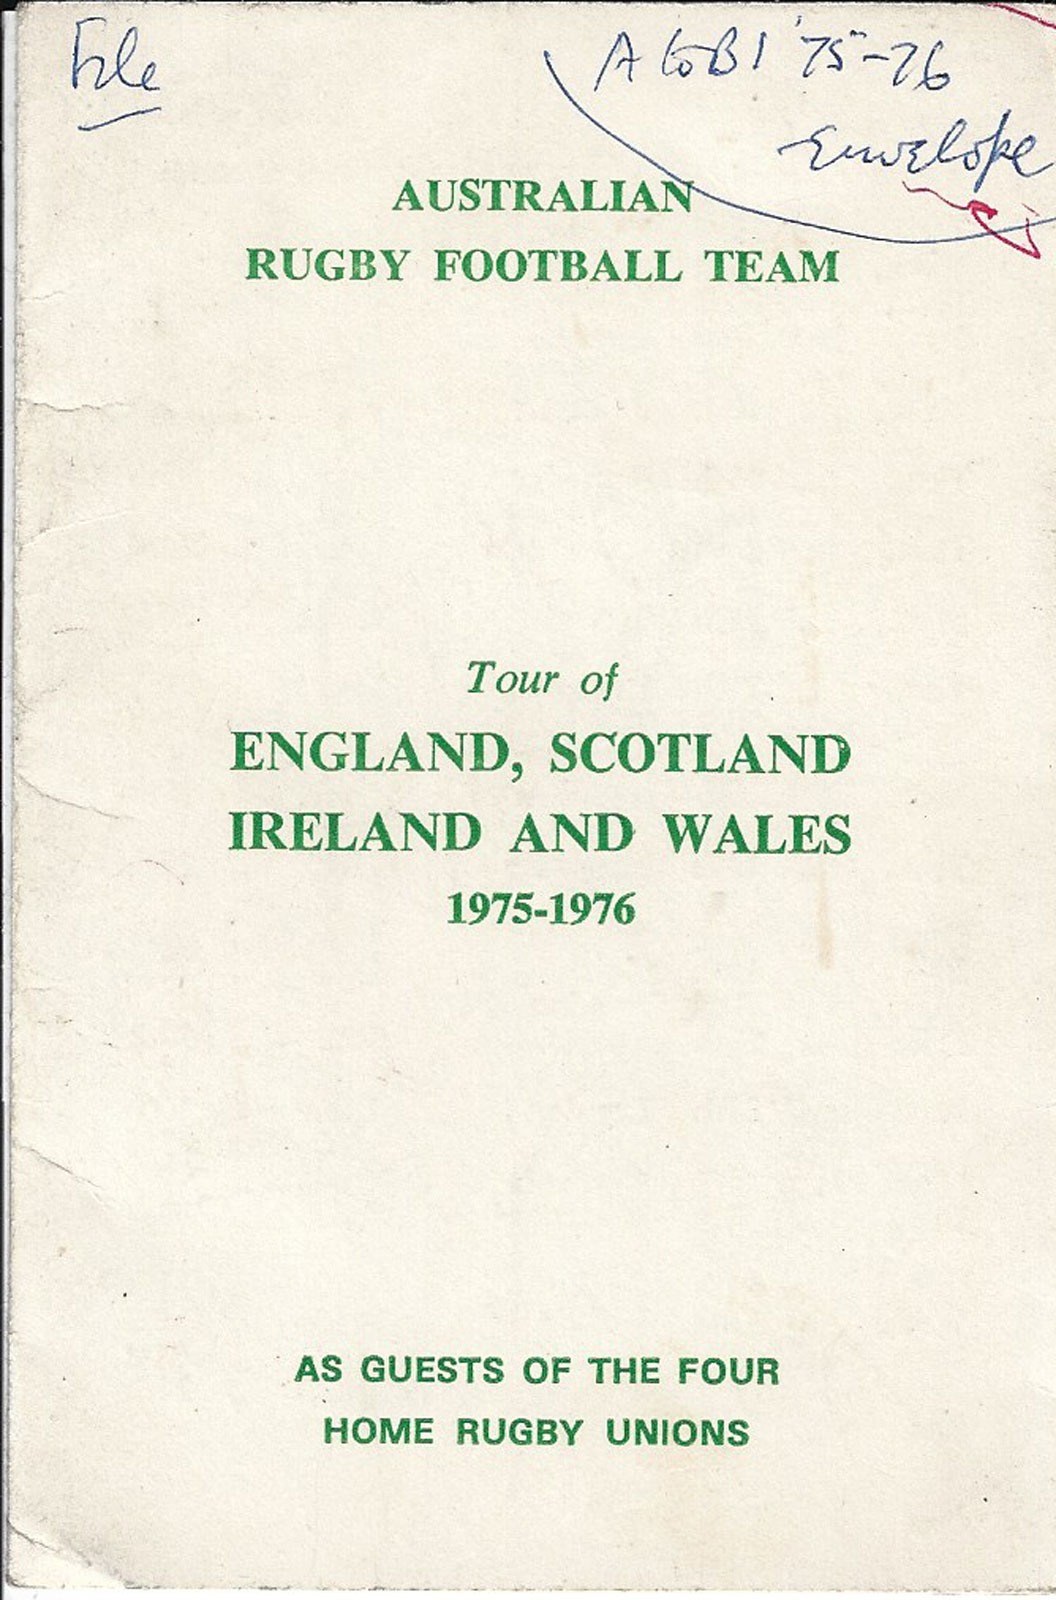 File
A to B I '75-76
Envelope
AUSTRALIAN
RUGBY FOOTBALL TEAM
Tour of
ENGLAND, SCOTLAND
IRELAND AND WALES
1975-1976
AS GUESTS OF THE FOUR
HOME RUGBY UNIONS